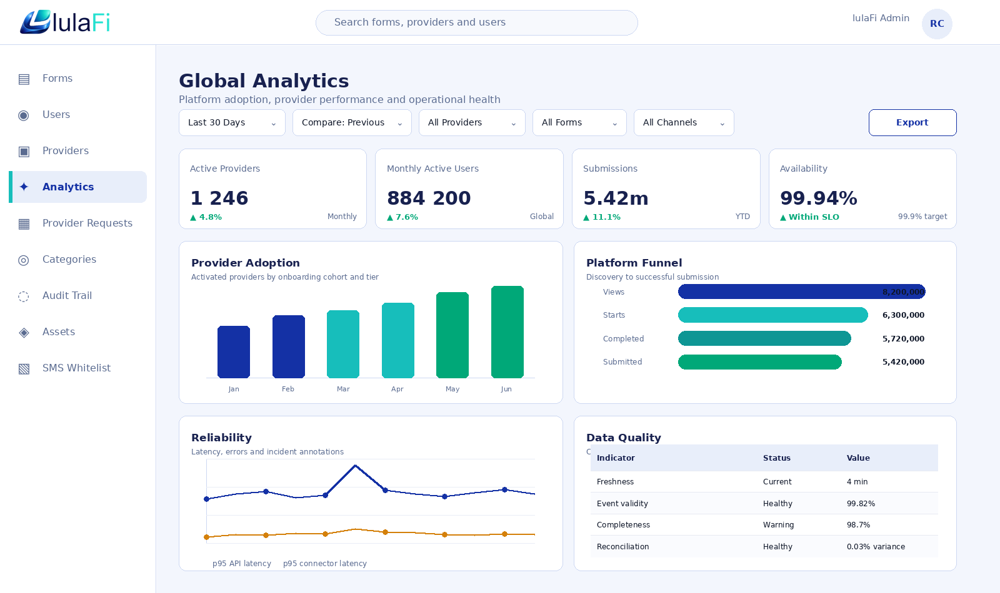 lulaFi
Search forms, providers and users
lulaFi Admin
RC
Forms
Users
Providers
Analytics
Provider Requests
Categories
Audit Trail
Assets
SMS Whitelist
Global Analytics
Platform adoption, provider performance and operational health
Last 30 Days
Compare: Previous
All Providers
All Forms
All Channels
Export
Active Providers
1 246
▲ 4.8%
Monthly
Monthly Active Users
884 200
▲ 7.6%
Global
Submissions
5.42m
▲ 11.1%
YTD
Availability
99.94%
▲ Within SLO
99.9% target
Provider Adoption
Activated providers by onboarding cohort and tier
Jan Feb Mar Apr May Jun
Platform Funnel
Discovery to successful submission
Views 8,200,000
Starts 6,300,000
Completed 5,720,000
Submitted 5,420,000
Reliability
Latency, errors and incident annotations
p95 API latency p95 connector latency
Data Quality
Indicator Status Value
Freshness Current 4 min
Event validity Healthy 99.82%
Completeness Warning 98.7%
Reconciliation Healthy 0.03% variance